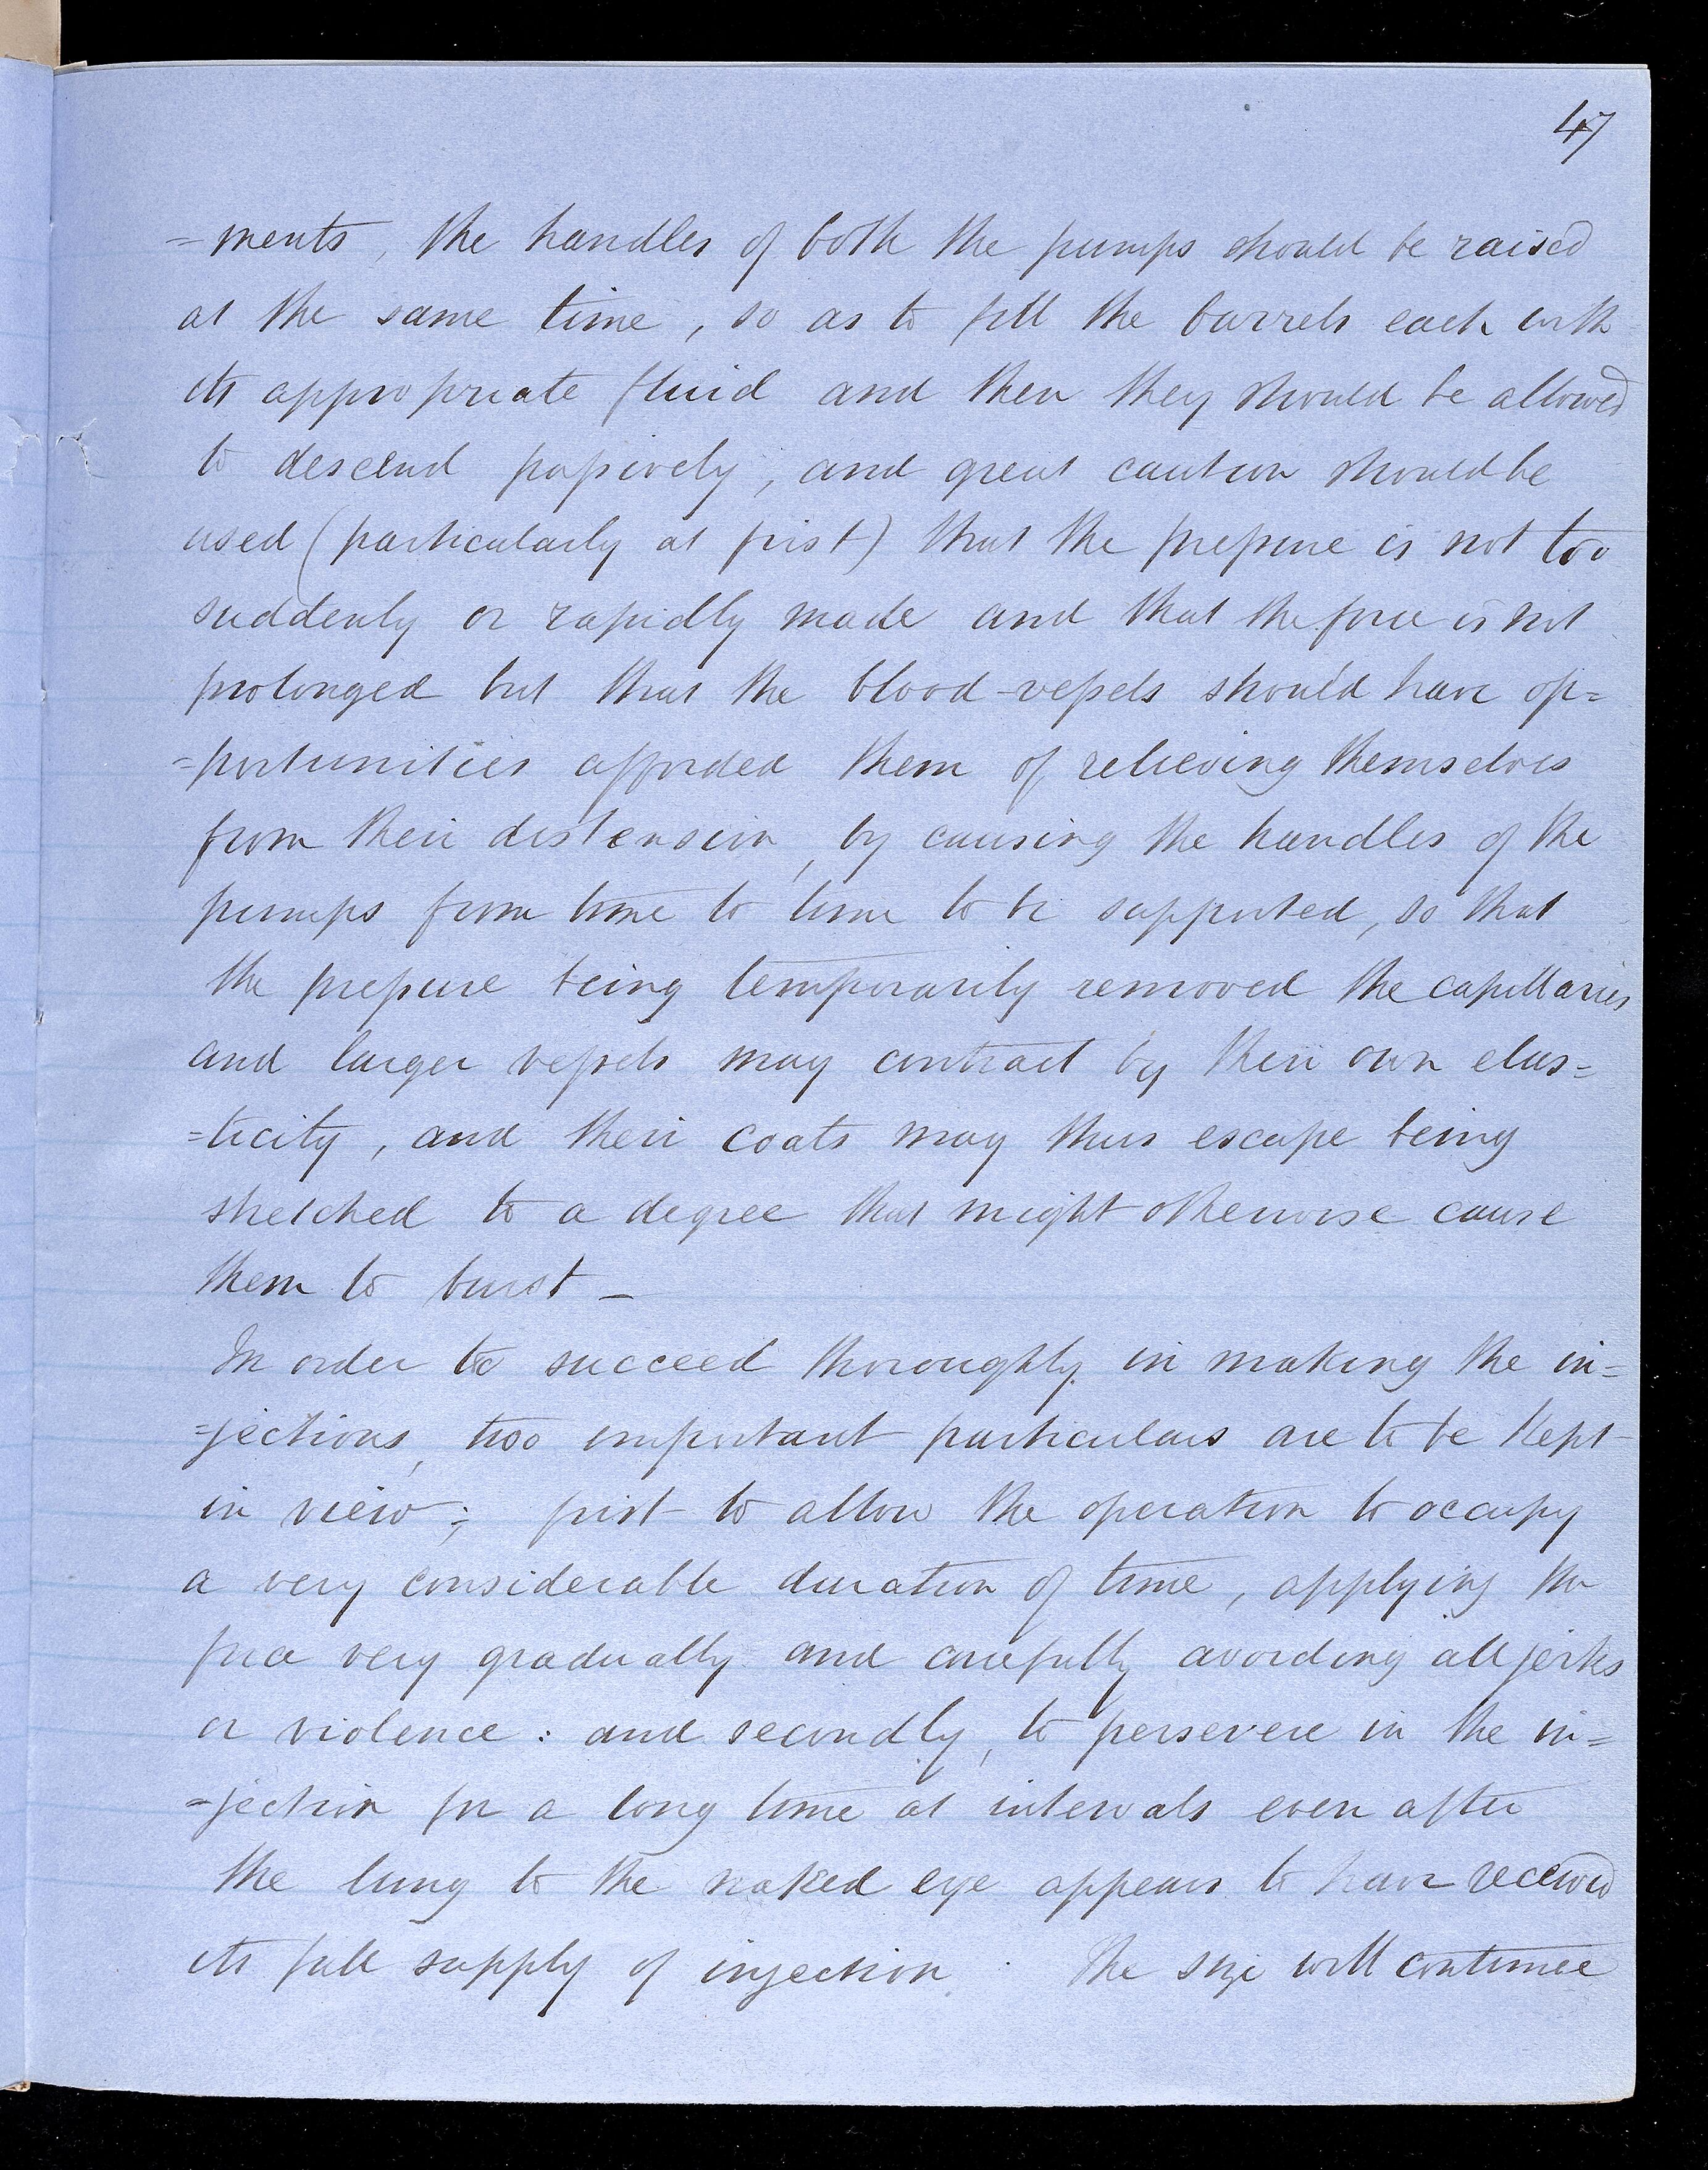 47
=ments, the handles of both the pumps should be raised
at the same time, so as to fill the barrels each with
its appropriate fluid and then they should be allowed
to descend passively, and great caution should be
used (particularly at first) that the pressure is not too
suddenly or rapidly made and that the force is not
prolonged but that the blood-vessels should have op=
=portunities afforded them of relieving themselves
from their distension, by causing the handles of the
pumps from time to time to be supported, so that
the pressure being temporarily removed the capillaries
and larger vessels may contract by their own elas=
=ticity, and their coats may thus escape being
stretched to a degree that might otherwise cause
them to burst –
In order to succeed thoroughly in making the in=
=jections, two important particulars are to be kept
in view; first to allow the operation to occupy
a very considerable duration of time, applying the
force very gradually and carefully avoiding all jerks
or violence: and secondly, to persevere in the in=
=jection for a long time at intervals even after
the lung to the naked eye appears to have received
its full supply of injection. The size will continue